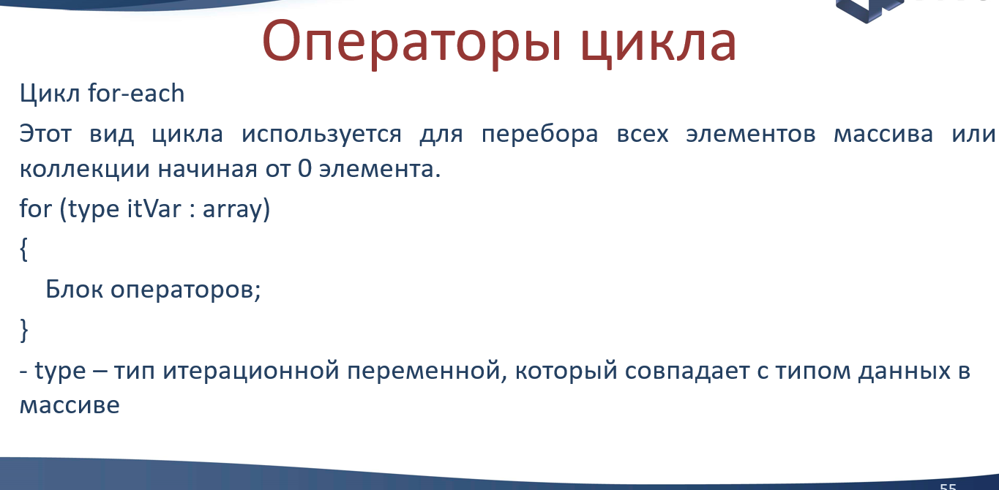 Операторы цикла
Цикл for-each
Этот вид цикла используется для перебора всех элементов массива или
коллекции начиная от 0 элемента.
for (type itVar : array)
{
Блок операторов;
}
- type – тип итерационной переменной, который совпадает с типом данных в
массиве
55